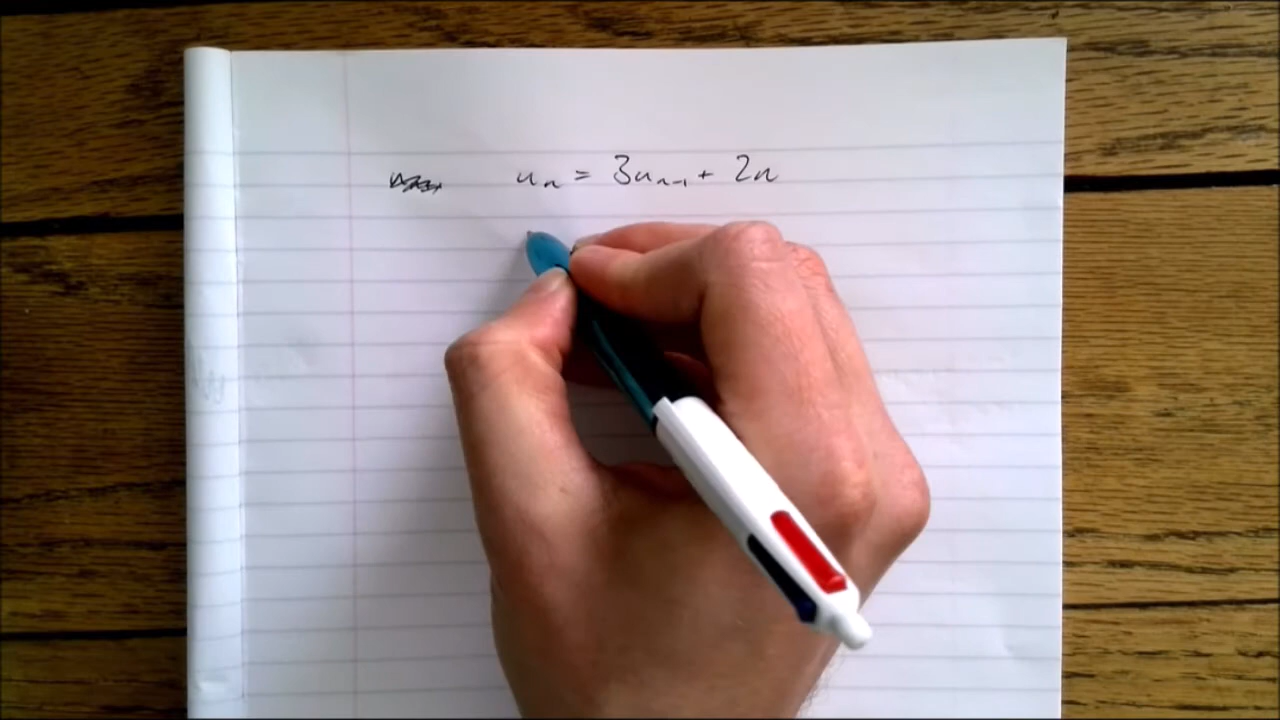 uₙ = 3uₙ₋₁ + 2n